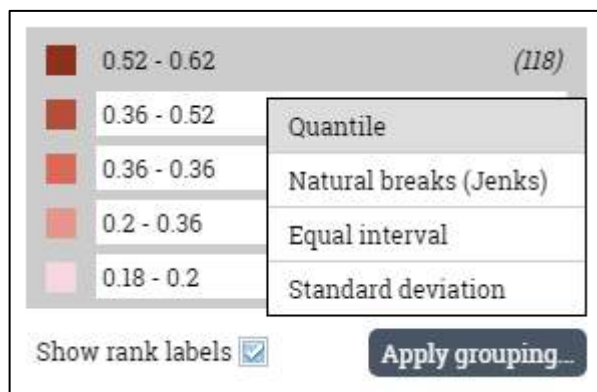 0.52 - 0.62 (118)
0.36 - 0.52
Quantile
0.36 - 0.36
Natural breaks (Jenks)
0.2 - 0.36
Equal interval
0.18 - 0.2
Standard deviation
Show rank labels Apply grouping...